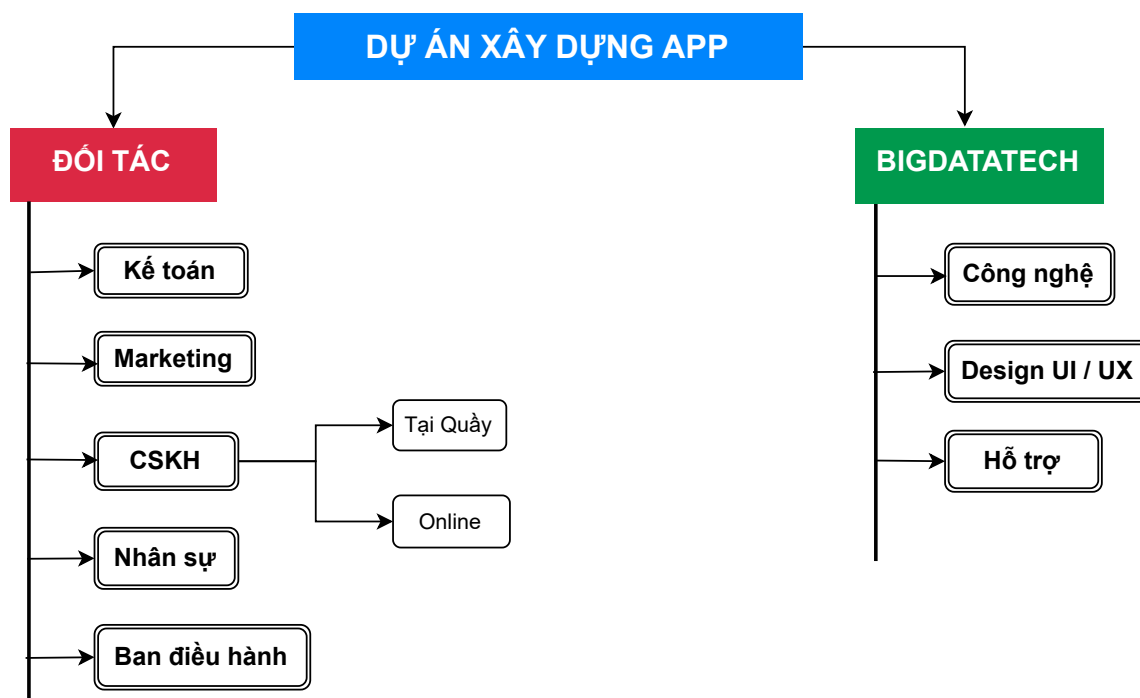 DỰ ÁN XÂY DỰNG APP
ĐỐI TÁC
BIGDATATECH
Kế toán
Marketing
CSKH
Tại Quầy
Online
Nhân sự
Ban điều hành
Công nghệ
Design UI / UX
Hỗ trợ